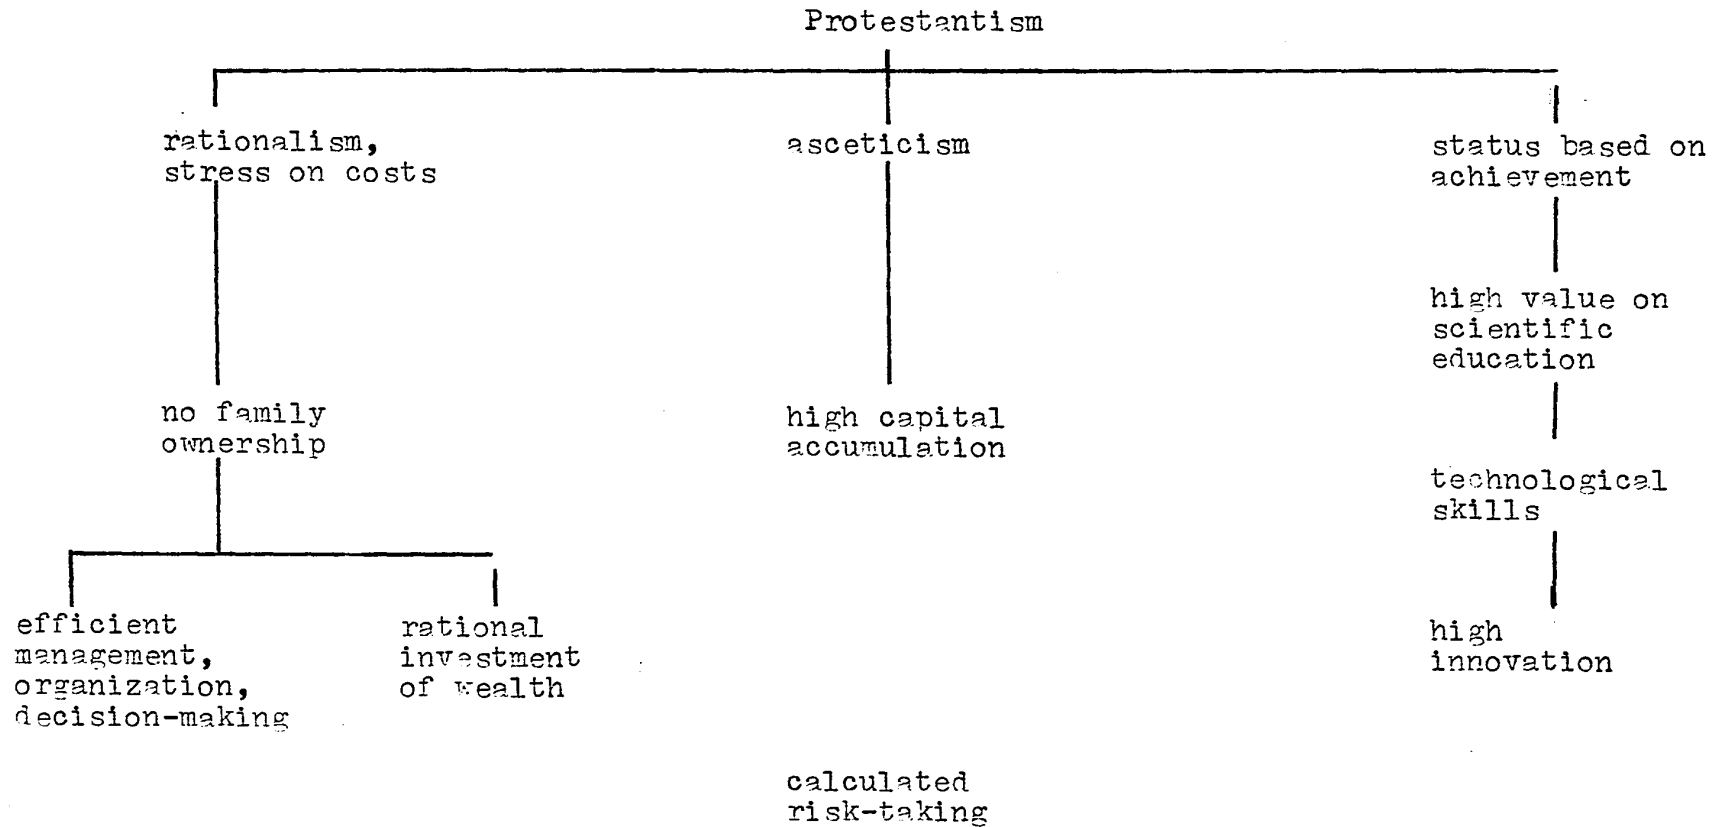 Protestantism
rationalism,
stress on costs
asceticism
status based on
achievement
high value on
scientific
education
no family
ownership
high capital
accumulation
technological
skills
efficient
management,
organization,
decision-making
rational
investment
of wealth
high
innovation
calculated
risk-taking